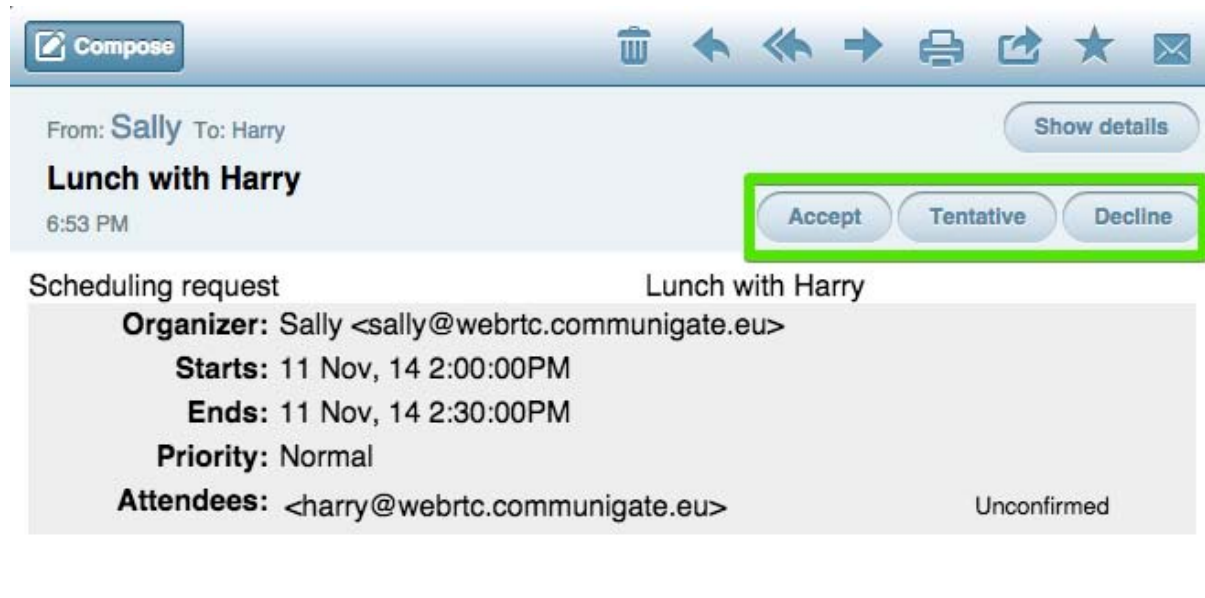 Compose
From: Sally To: Harry
Show details
Lunch with Harry
6:53 PM
Accept Tentative Decline
Scheduling request Lunch with Harry
Organizer: Sally <sally@webrtc.communigate.eu>
Starts: 11 Nov, 14 2:00:00PM
Ends: 11 Nov, 14 2:30:00PM
Priority: Normal
Attendees: <harry@webrtc.communigate.eu> Unconfirmed